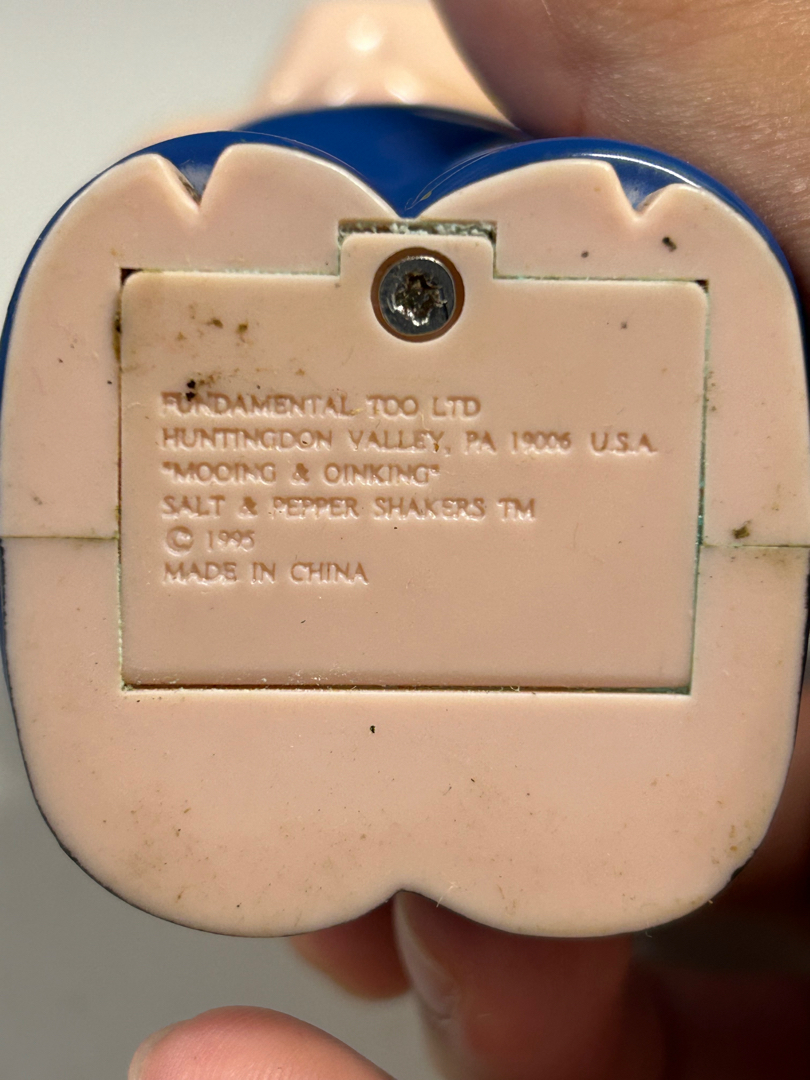 FUNDAMENTAL TOO LTD
HUNTINGDON VALLEY, PA 19006 U.S.A.
"MOOING & OINKING"
SALT & PEPPER SHAKERS TM
© 1995
MADE IN CHINA